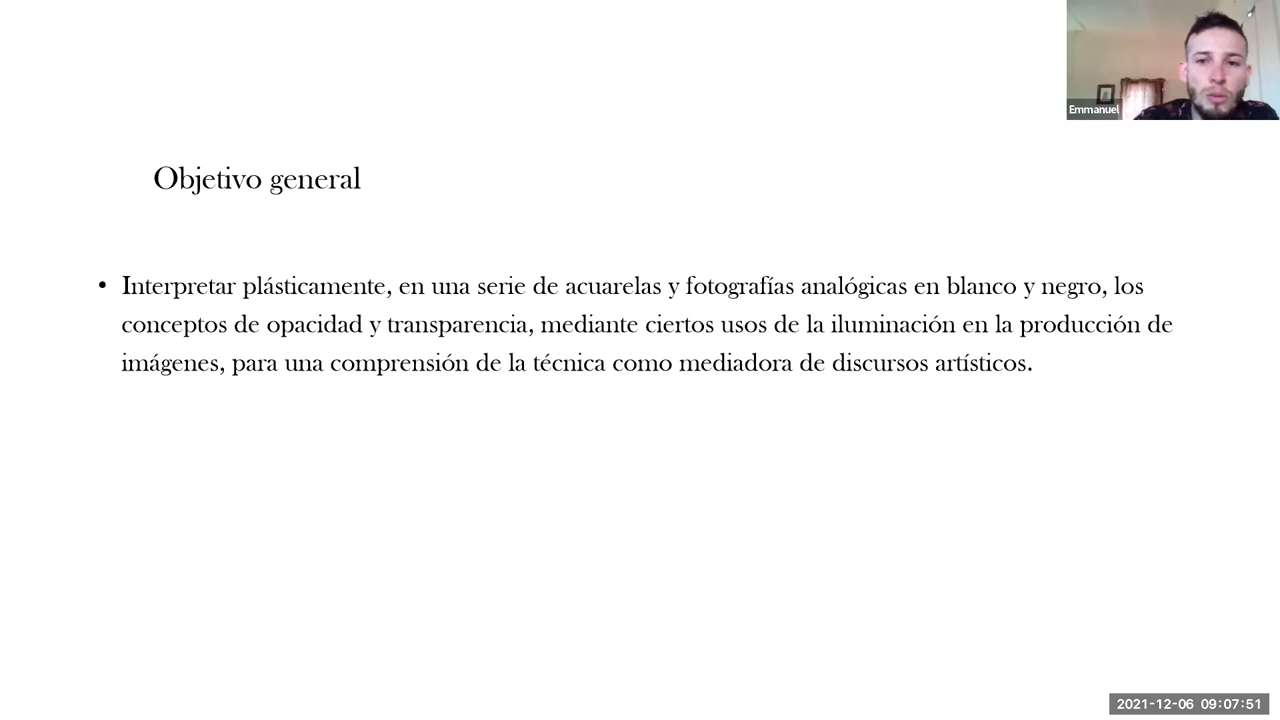 Emmanuel
Objetivo general
• Interpretar plásticamente, en una serie de acuarelas y fotografías analógicas en blanco y negro, los
conceptos de opacidad y transparencia, mediante ciertos usos de la iluminación en la producción de
imágenes, para una comprensión de la técnica como mediadora de discursos artísticos.
2021-12-06 09:07:51